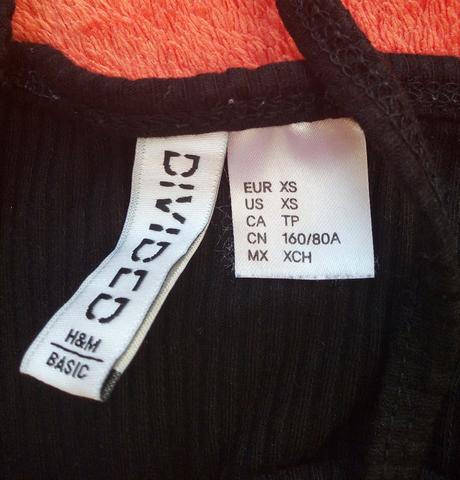 DIVIDED
H&M
BASIC
EUR XS
US XS
CA TP
CN 160/80A
MX XCH